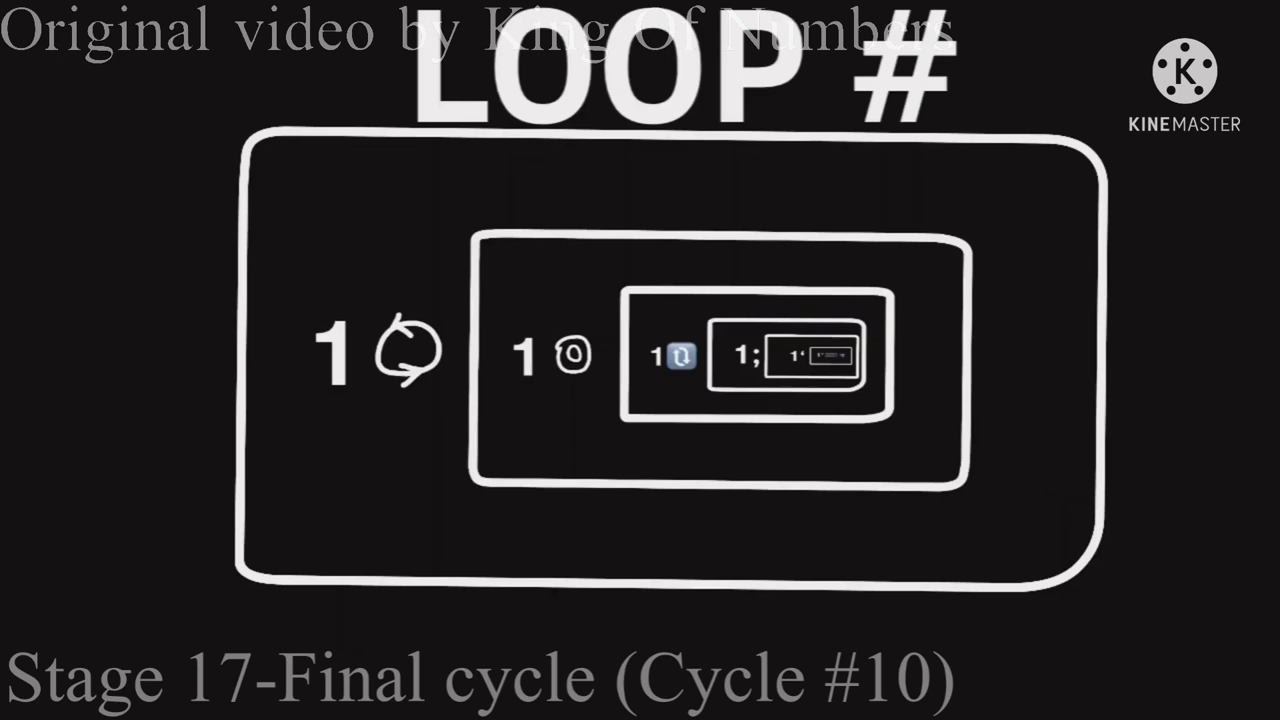 Original video by King Of Numbers
LOOP #
K
KINEMASTER
1
1
1
1;
1‘
Stage 17-Final cycle (Cycle #10)